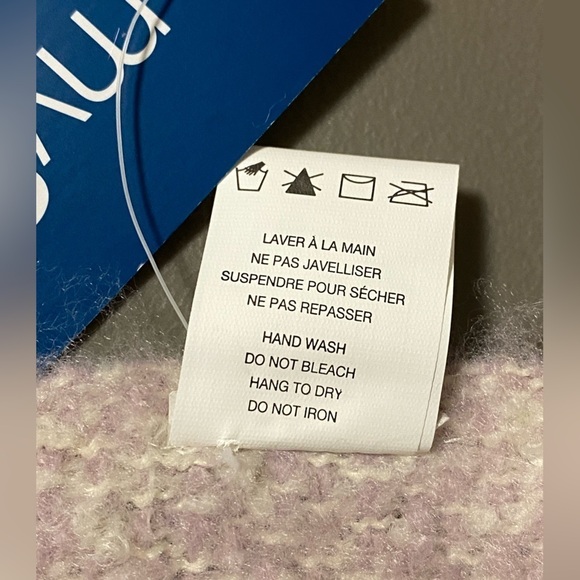 LAVER À LA MAIN
NE PAS JAVELLISER
SUSPENDRE POUR SÉCHER
NE PAS REPASSER
HAND WASH
DO NOT BLEACH
HANG TO DRY
DO NOT IRON